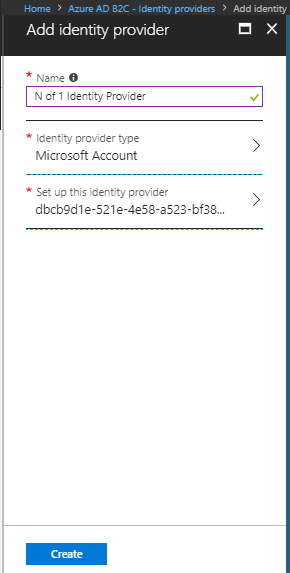 Home > Azure AD B2C - Identity providers > Add identity
Add identity provider
* Name
N of 1 Identity Provider
* Identity provider type
Microsoft Account
* Set up this identity provider
dbcb9d1e-521e-4e58-a523-bf38...
Create